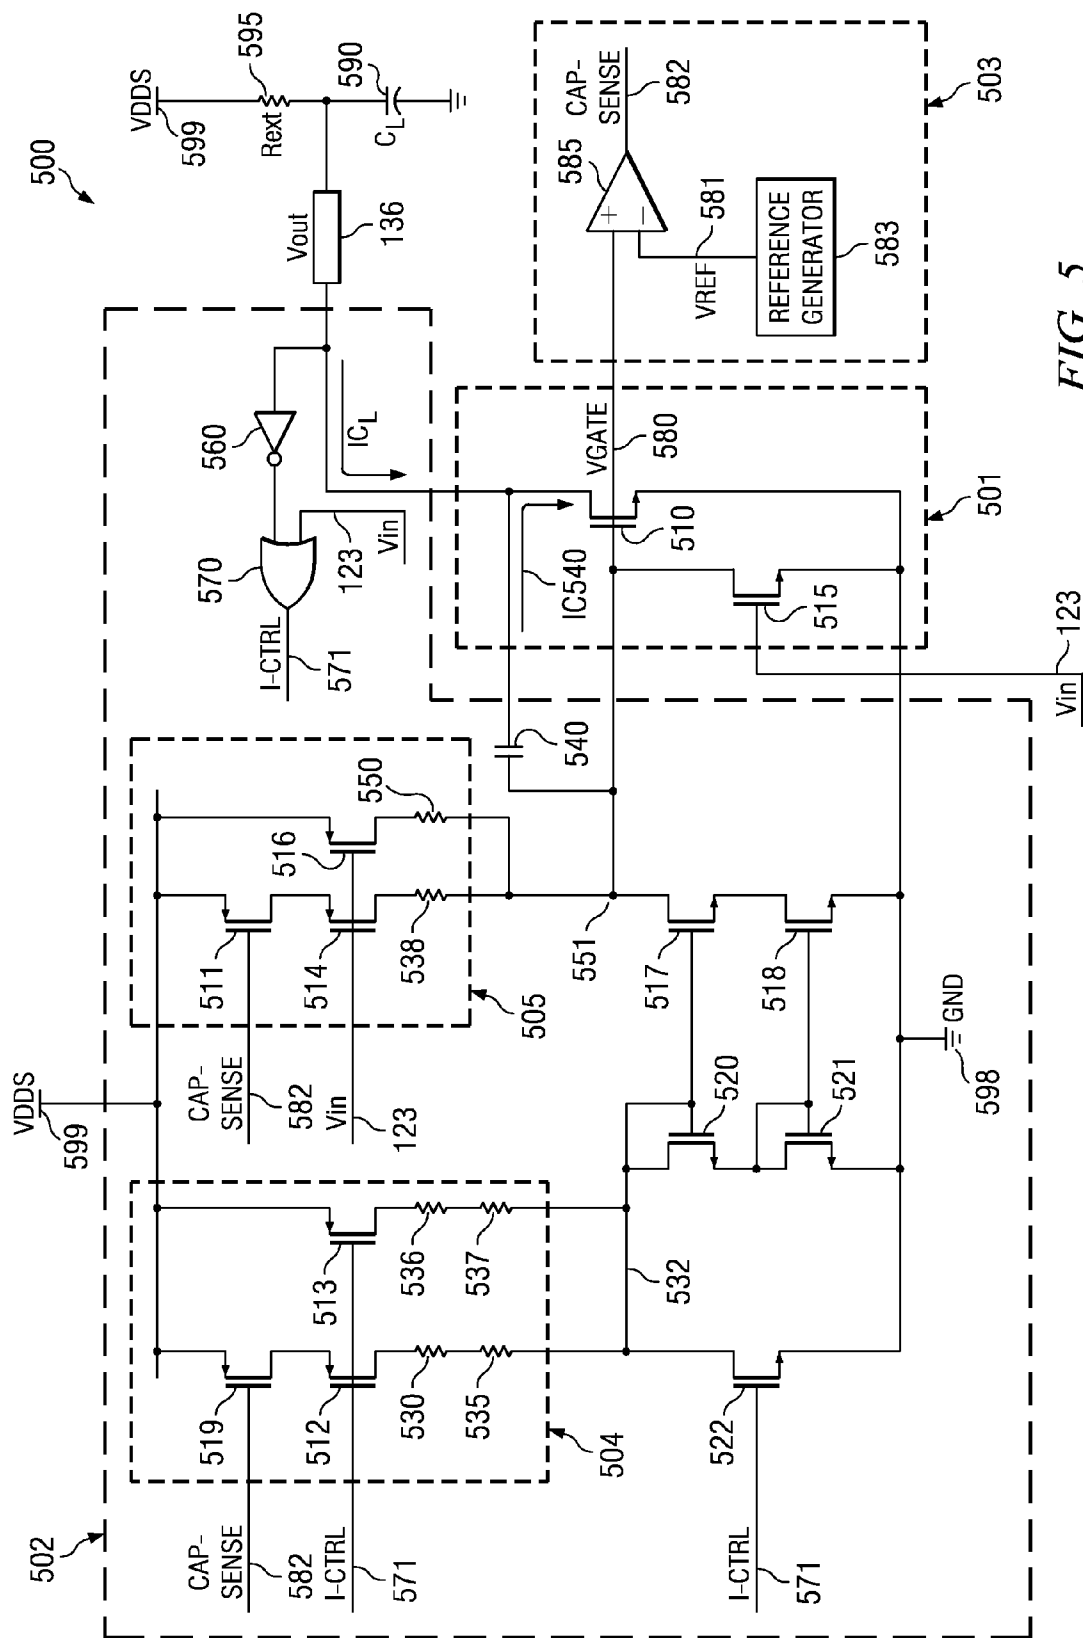 500
VDDS
599
Rext
595
CL
590
Vout
136
560
570
I-CTRL
571
123
Vin
ICL
CAP-
SENSE
582
585
+
−
VREF
581
REFERENCE
GENERATOR
583
503
VGATE
580
IC540
510
515
501
Vin
123
540
VDDS
599
511
514
516
538
550
505
CAP-
SENSE
582
Vin
123
551
517
518
520
521
GND
598
502
519
512
513
530
535
536
537
504
532
CAP-
SENSE
582
I-CTRL
571
522
I-CTRL
571
FIG. 5